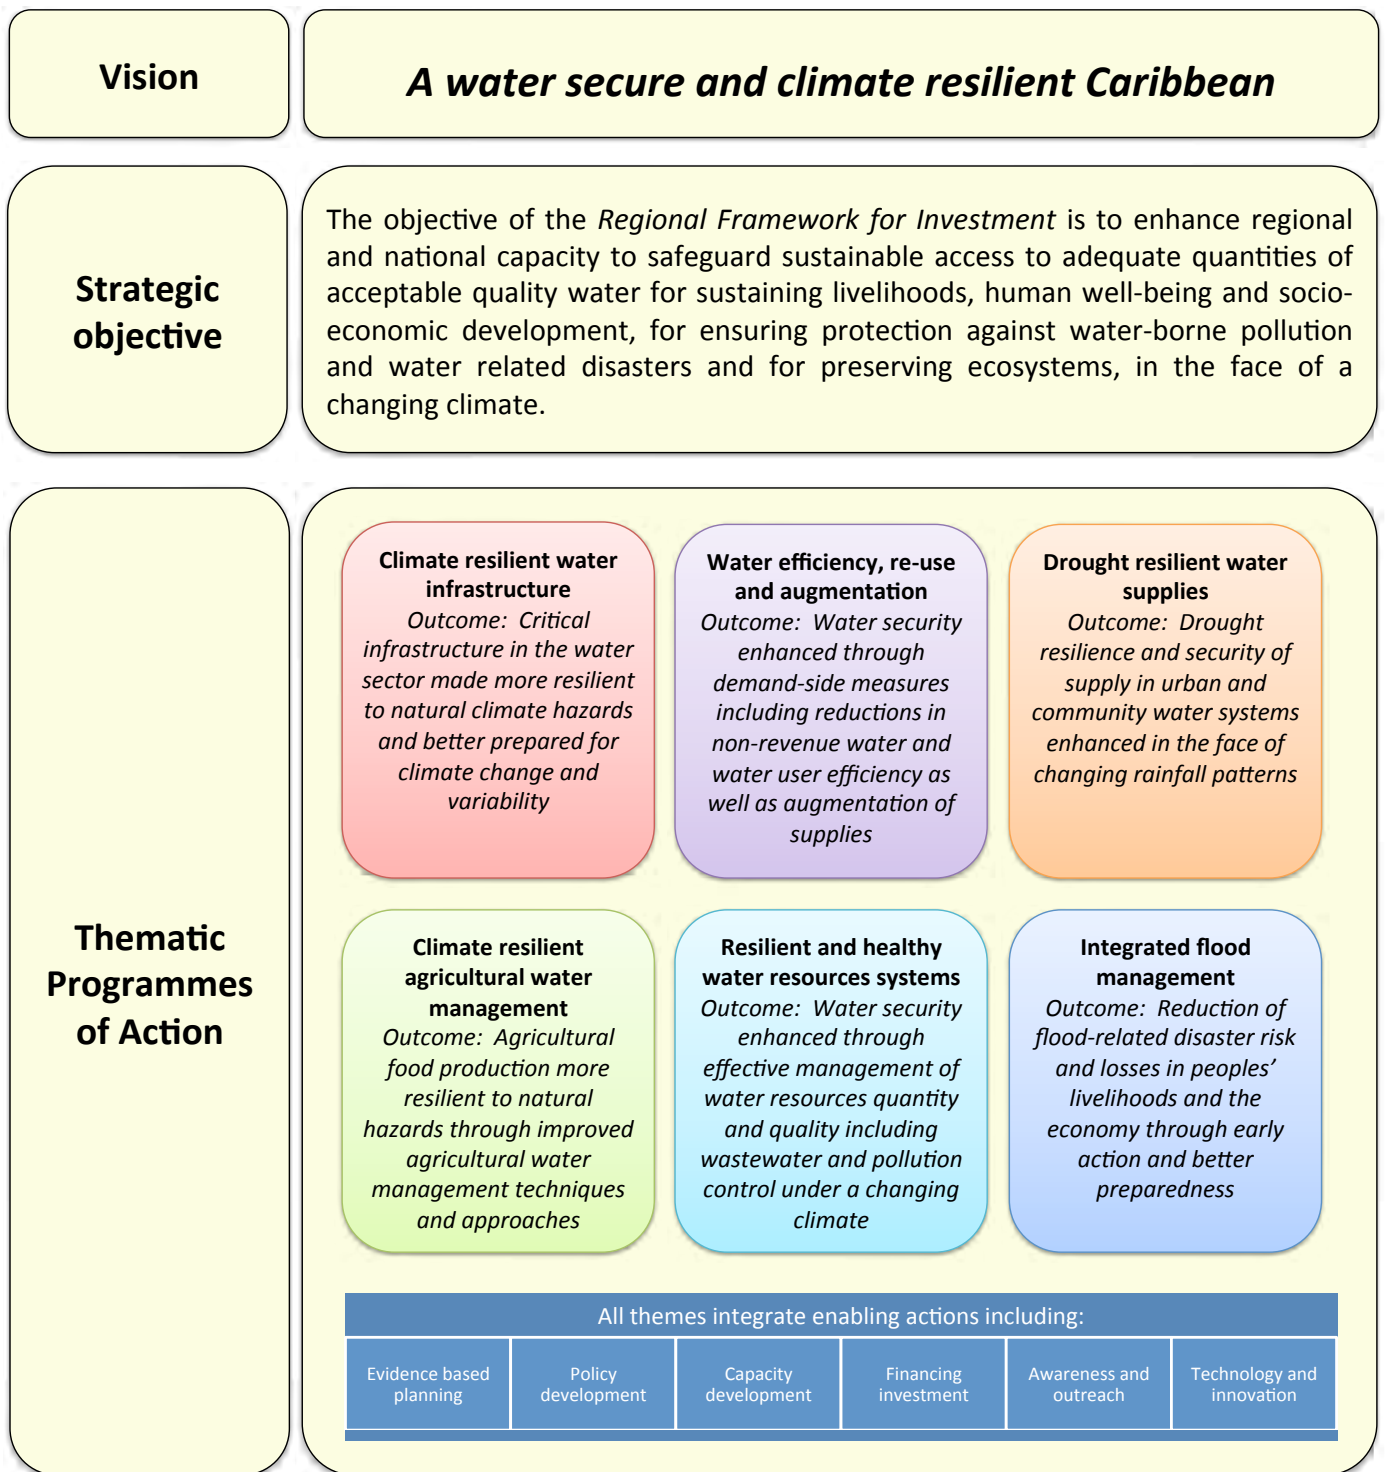 Vision
A water secure and climate resilient Caribbean
Strategic
objective
The objective of the Regional Framework for Investment is to enhance regional
and national capacity to safeguard sustainable access to adequate quantities of
acceptable quality water for sustaining livelihoods, human well-being and socio-
economic development, for ensuring protection against water-borne pollution
and water related disasters and for preserving ecosystems, in the face of a
changing climate.
Thematic
Programmes
of Action
Climate resilient water
infrastructure
Outcome: Critical
infrastructure in the water
sector made more resilient
to natural climate hazards
and better prepared for
climate change and
variability
Water efficiency, re-use
and augmentation
Outcome: Water security
enhanced through
demand-side measures
including reductions in
non-revenue water and
water user efficiency as
well as augmentation of
supplies
Drought resilient water
supplies
Outcome: Drought
resilience and security of
supply in urban and
community water systems
enhanced in the face of
changing rainfall patterns
Climate resilient
agricultural water
management
Outcome: Agricultural
food production more
resilient to natural
hazards through improved
agricultural water
management techniques
and approaches
Resilient and healthy
water resources systems
Outcome: Water security
enhanced through
effective management of
water resources quantity
and quality including
wastewater and pollution
control under a changing
climate
Integrated flood
management
Outcome: Reduction of
flood-related disaster risk
and losses in peoples’
livelihoods and the
economy through early
action and better
preparedness
All themes integrate enabling actions including:
Evidence based
planning
Policy
development
Capacity
development
Financing
investment
Awareness and
outreach
Technology and
innovation